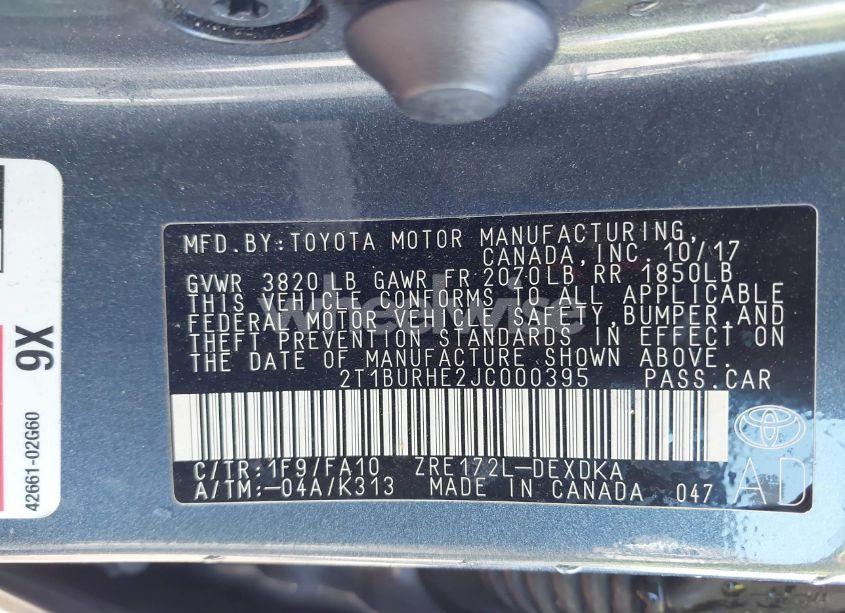 MFD. BY: TOYOTA MOTOR MANUFACTURING,
CANADA, INC. 10/17
GVWR 3820 LB GAWR FR 2070LB, RR 1850LB
THIS VEHICLE CONFORMS TO ALL APPLICABLE
FEDERAL MOTOR VEHICLE SAFETY, BUMPER, AND
THEFT PREVENTION STANDARDS IN EFFECT ON
THE DATE OF MANUFACTURE SHOWN ABOVE.
2T1BURHE2JC000395 PASS. CAR
C/TR: 1F9/FA10 ZRE172L-DEXDKA
A/TM: -04A/K313 MADE IN CANADA 047
AD
9X
42661-02G60
wheelwise